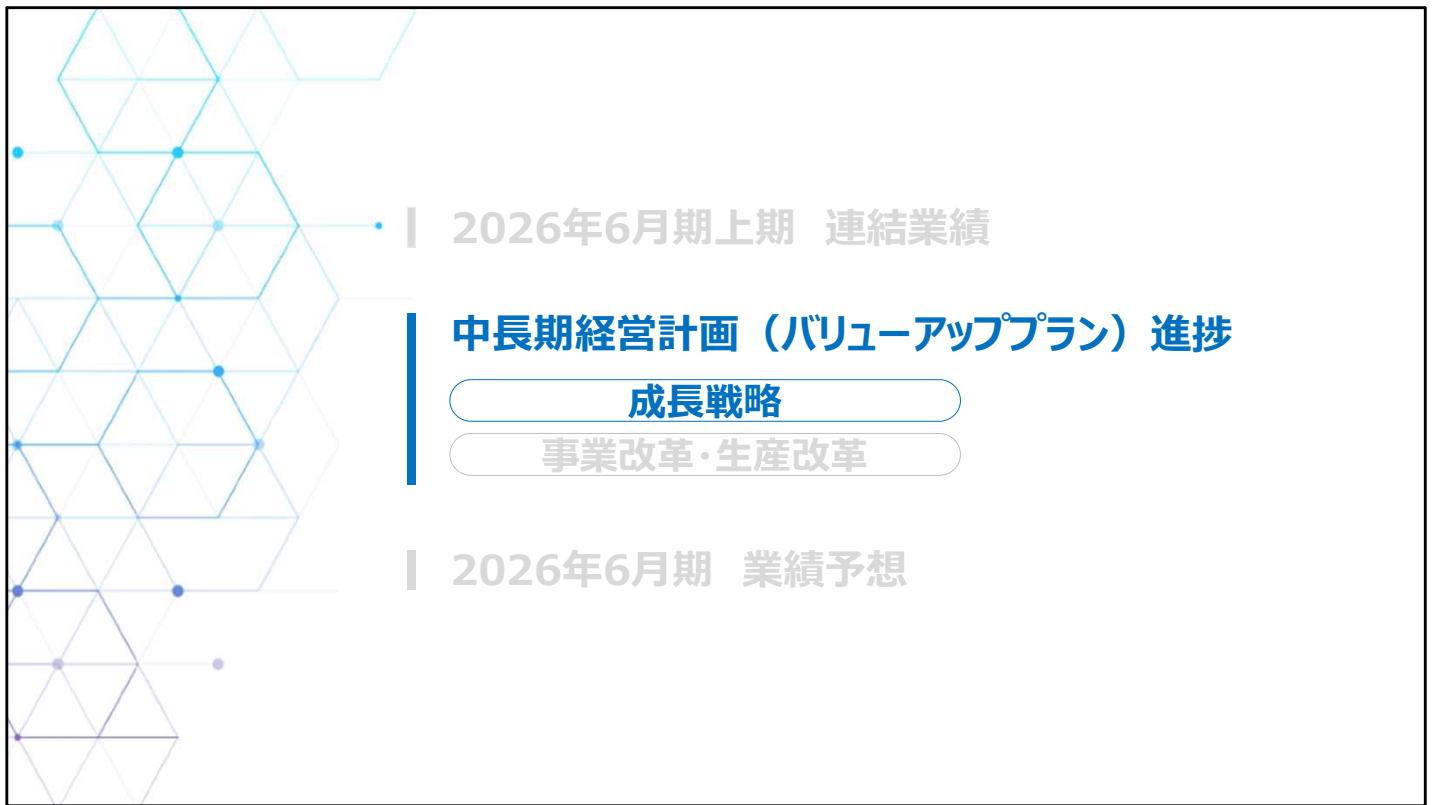 2026年6月期上期 連結業績
中長期経営計画（バリューアッププラン）進捗
成長戦略
事業改革・生産改革
2026年6月期 業績予想